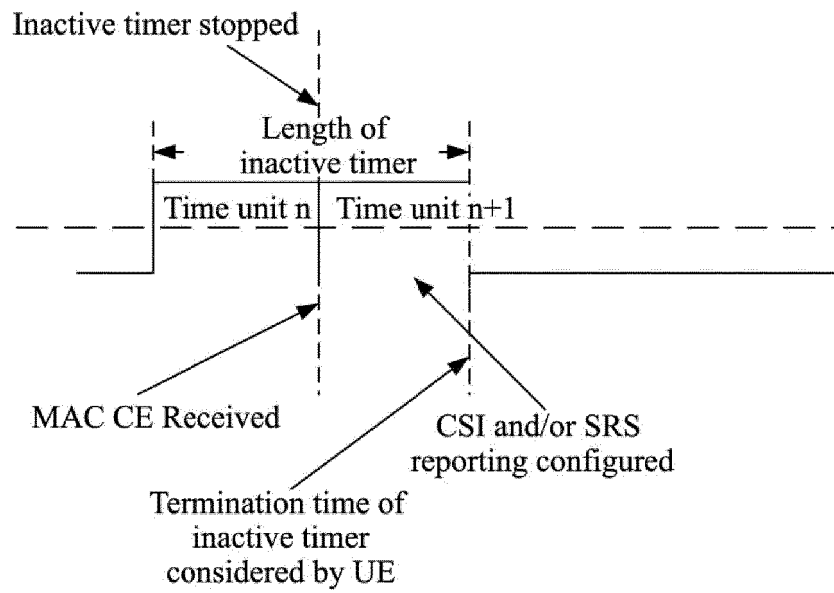 Inactive timer stopped
Length of
inactive timer
Time unit n
Time unit n+1
MAC CE Received
CSI and/or SRS
reporting configured
Termination time of
inactive timer
considered by UE